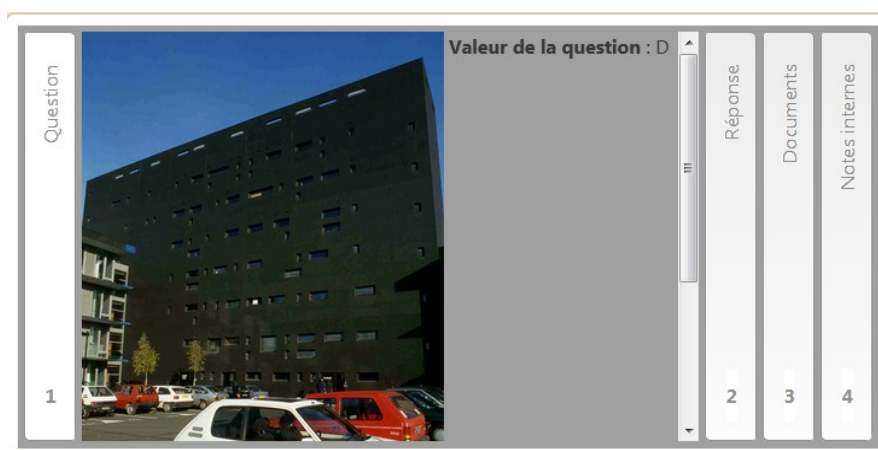 Question
1
Valeur de la question : D
Réponse
2
Documents
3
Notes internes
4